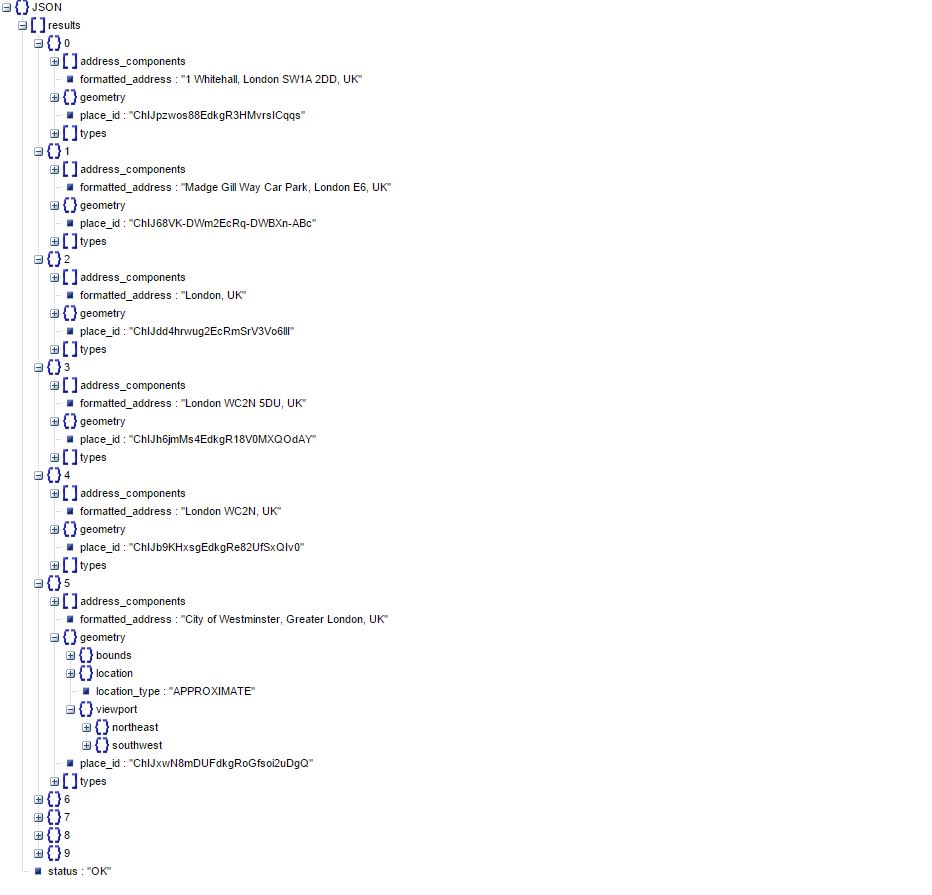 JSON
results
0
address_components
formatted_address : "1 Whitehall, London SW1A 2DD, UK"
geometry
place_id : "ChIJpzwos88EdkgR3HMvrsICqqs"
types
1
address_components
formatted_address : "Madge Gill Way Car Park, London E6, UK"
geometry
place_id : "ChIJ68VK-DWm2EcRq-DWBXn-ABc"
types
2
address_components
formatted_address : "London, UK"
geometry
place_id : "ChIJdd4hrwug2EcRmSrV3Vo6llI"
types
3
address_components
formatted_address : "London WC2N 5DU, UK"
geometry
place_id : "ChIJh6jmMs4EdkgR18V0MXQOdAY"
types
4
address_components
formatted_address : "London WC2N, UK"
geometry
place_id : "ChIJb9KHxsgEdkgRe82UfSxQIv0"
types
5
address_components
formatted_address : "City of Westminster, Greater London, UK"
geometry
bounds
location
location_type : "APPROXIMATE"
viewport
northeast
southwest
place_id : "ChIJxwN8mDUFdkgRoGfsoi2uDgQ"
types
6
7
8
9
status : "OK"